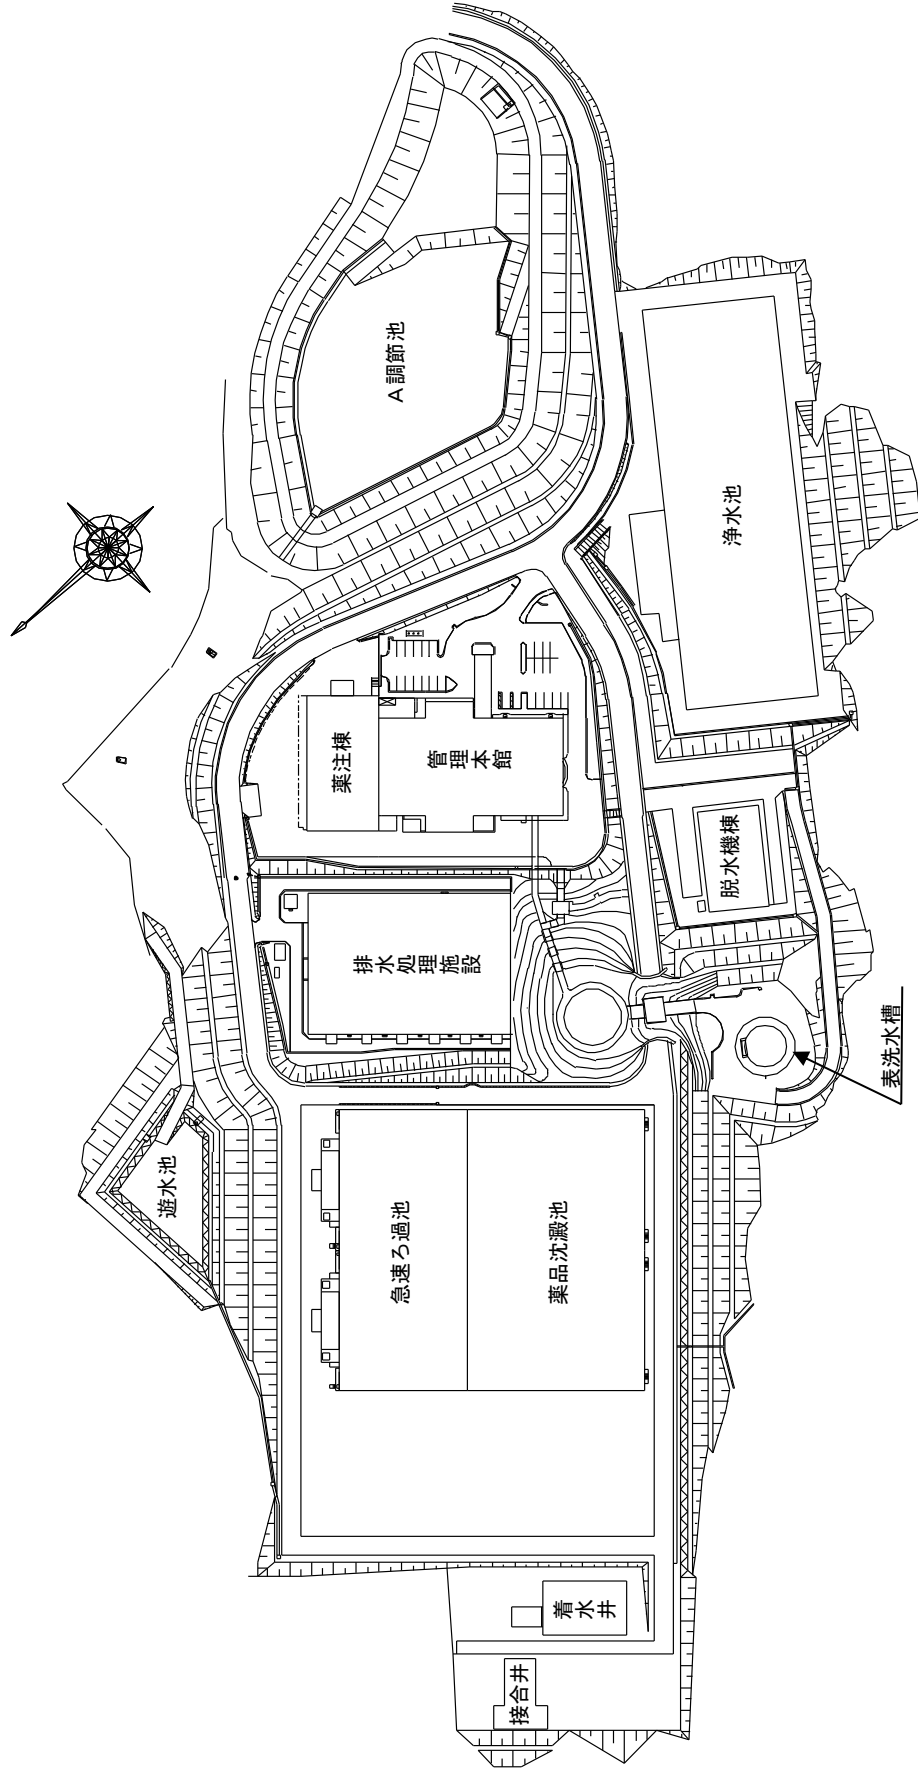 接合井
着水井
遊水池
急速ろ過池
薬品沈澱池
排水処理施設
表洗水槽
薬注棟
管理本館
脱水機棟
A調節池
浄水池